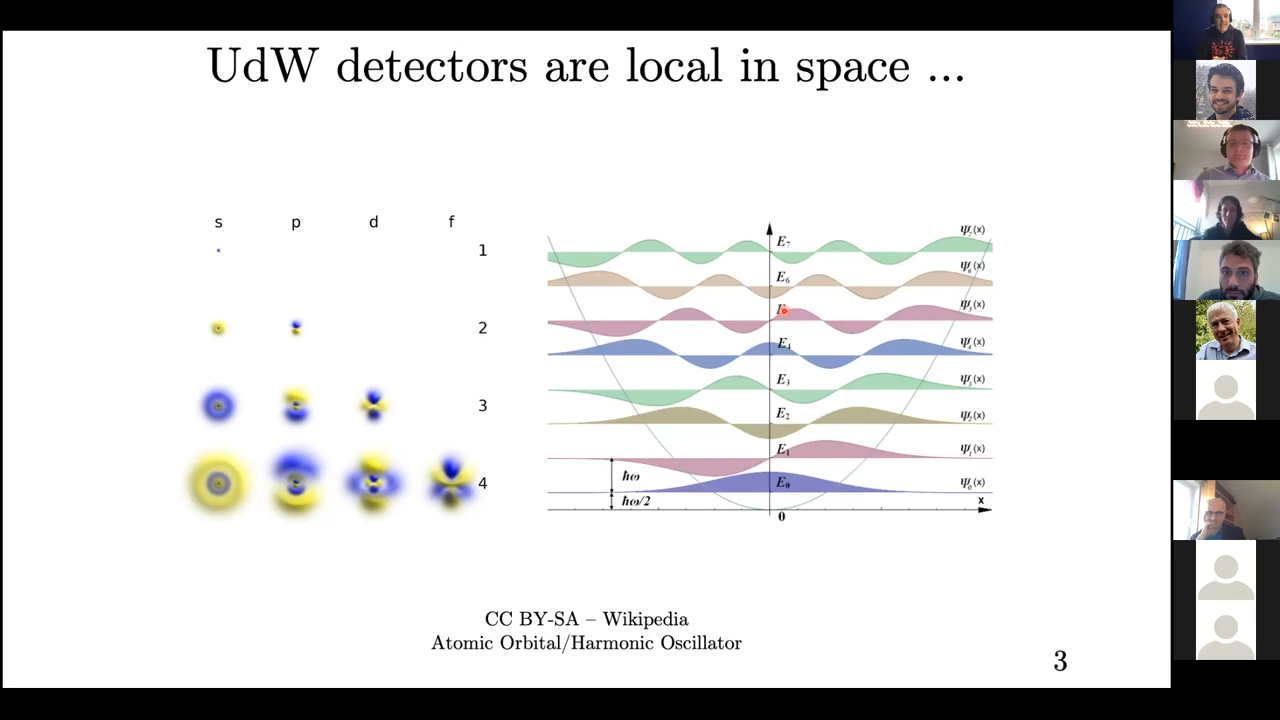 UdW detectors are local in space ...
s p d f
1
2
3
4
E₇ Ψ₇(x)
E₆ Ψ₆(x)
E Ψ₅(x)
E₄ Ψ₄(x)
E₃ Ψ₃(x)
E₂ Ψ₂(x)
E₁ Ψ₁(x)
ħω
E₀ Ψ₀(x)
ħω/2
x
0
CC BY-SA – Wikipedia
Atomic Orbital/Harmonic Oscillator
3